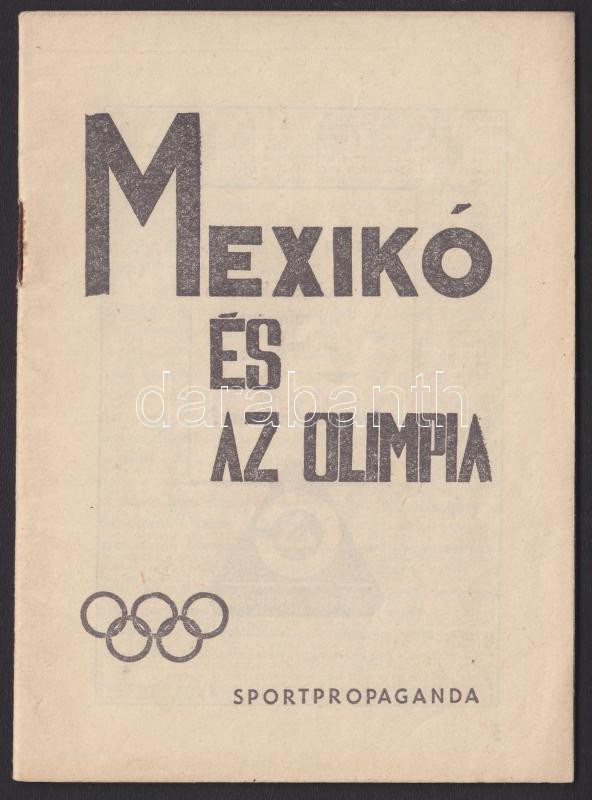 MEXIKÓ
ÉS
darabanth
AZ OLIMPIA
SPORTPROPAGANDA